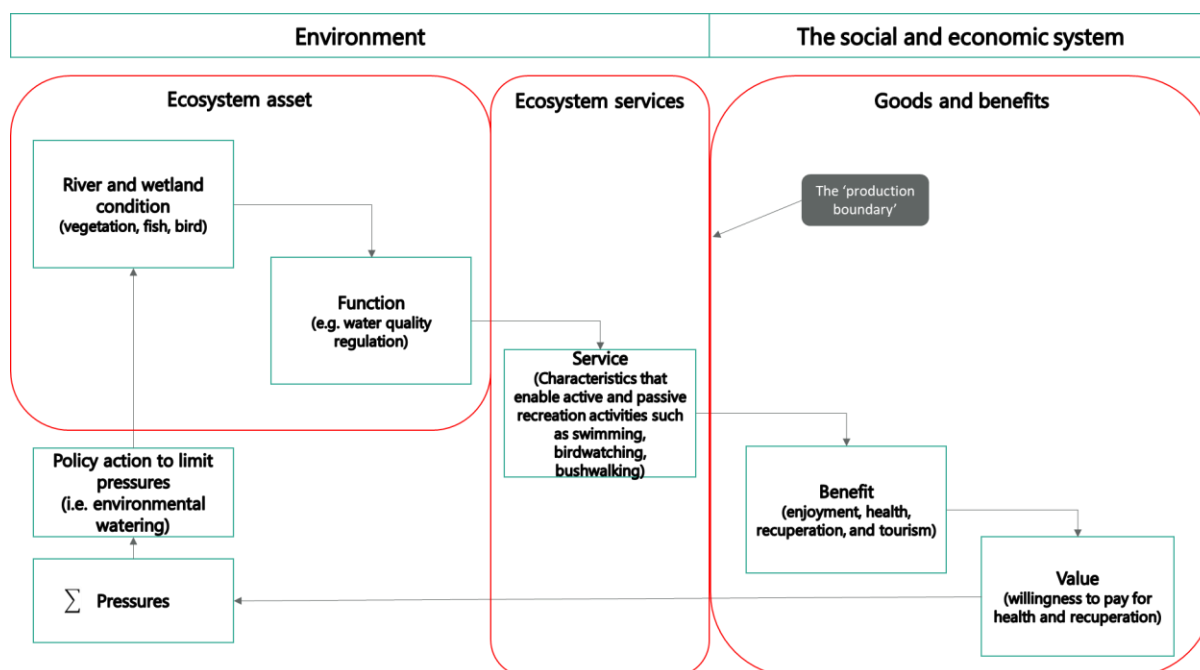 Environment
The social and economic system
Ecosystem asset
Ecosystem services
Goods and benefits
River and wetland
condition
(vegetation, fish, bird)
The ‘production
boundary’
Function
(e.g. water quality
regulation)
Service
(Characteristics that
enable active and passive
recreation activities such
as swimming,
birdwatching,
bushwalking)
Policy action to limit
pressures
(i.e. environmental
watering)
Benefit
(enjoyment, health,
recuperation, and tourism)
∑ Pressures
Value
(willingness to pay for
health and recuperation)